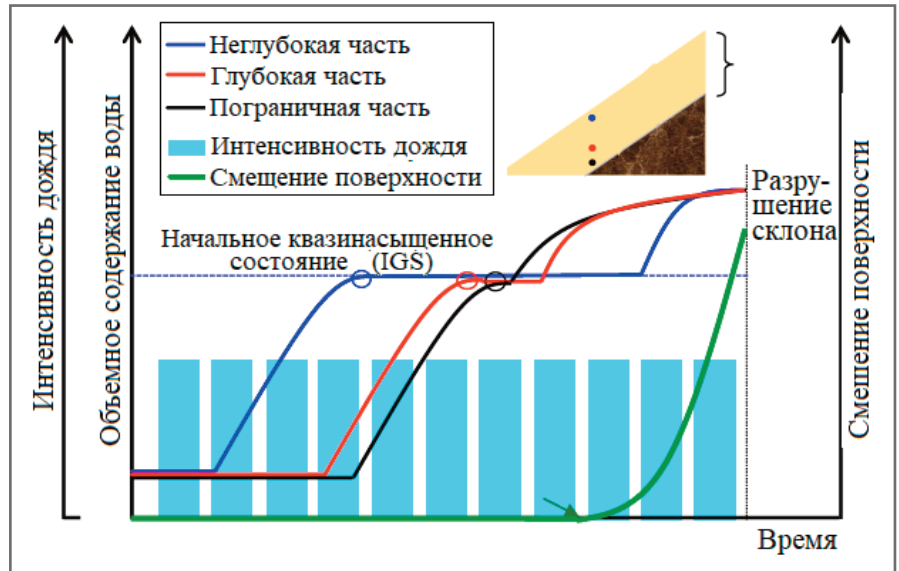 Интенсивность дождя
Объемное содержание воды
Неглубокая часть
Глубокая часть
Пограничная часть
Интенсивность дождя
Смещение поверхности
Начальное квазинасыщенное
состояние (IGS)
Разру-
шение
склона
Смещение поверхности
Время